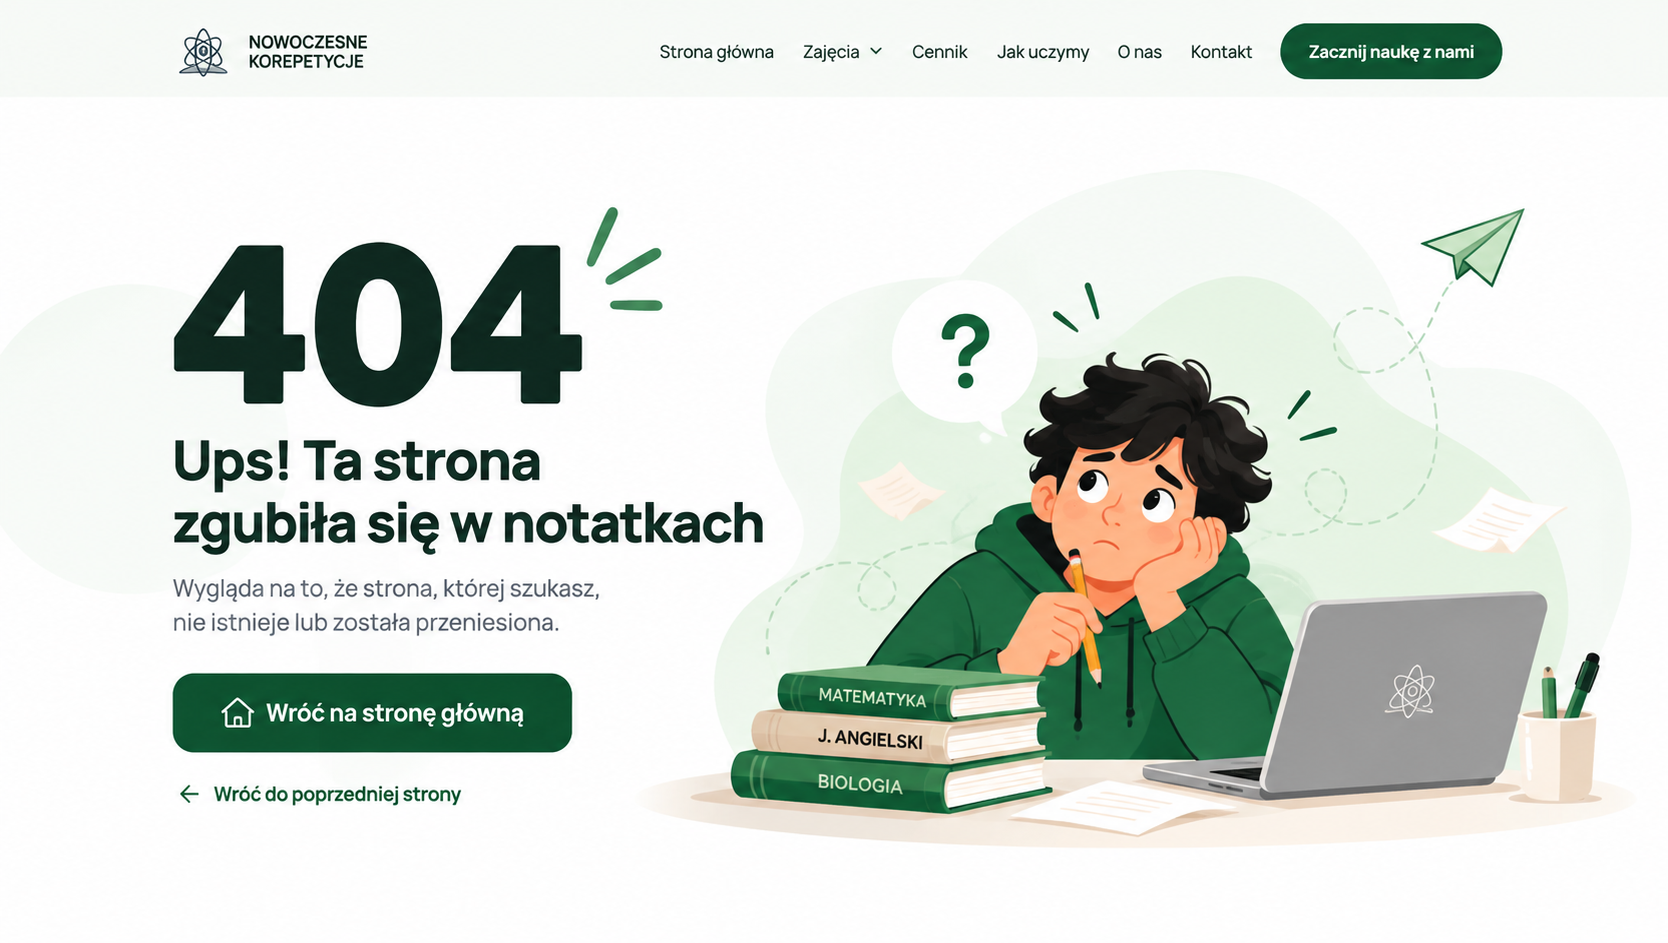 NOWOCZESNE
KOREPETYCJE
Strona główna Zajęcia Cennik Jak uczymy O nas Kontakt Zacznij naukę z nami
404
?
Ups! Ta strona
zgubiła się w notatkach
Wygląda na to, że strona, której szukasz,
nie istnieje lub została przeniesiona.
Wróć na stronę główną
Wróć do poprzedniej strony
MATEMATYKA
J. ANGIELSKI
BIOLOGIA